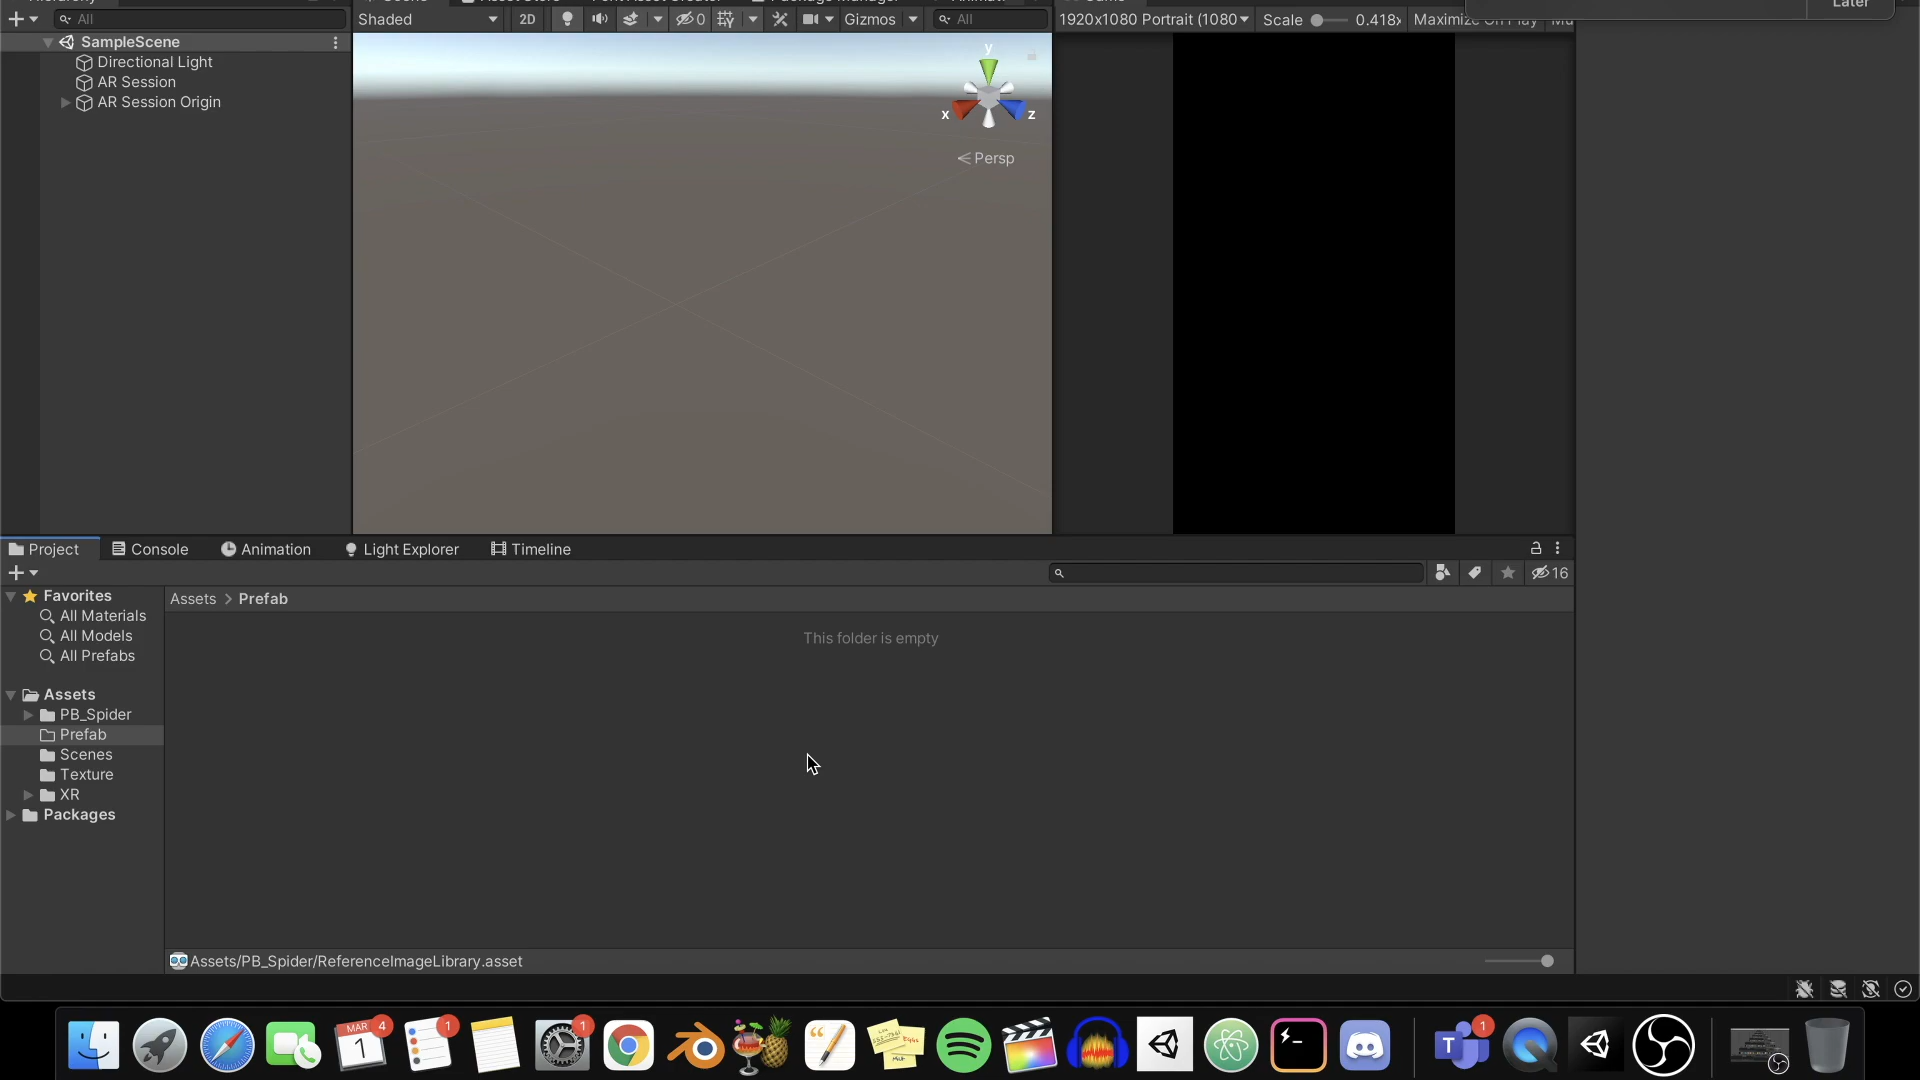 Later
All
Shaded
2D
0
Gizmos
All
1920x1080 Portrait (1080
Scale
0.418x
SampleScene
Directional Light
AR Session
AR Session Origin
y
x
z
Persp
Project
Console
Animation
Light Explorer
Timeline
16
Favorites
All Materials
All Models
All Prefabs
Assets > Prefab
This folder is empty
Assets
PB_Spider
Prefab
Scenes
Texture
XR
Packages
Assets/PB_Spider/ReferenceImageLibrary.asset
MAR
4
1
1
1
1